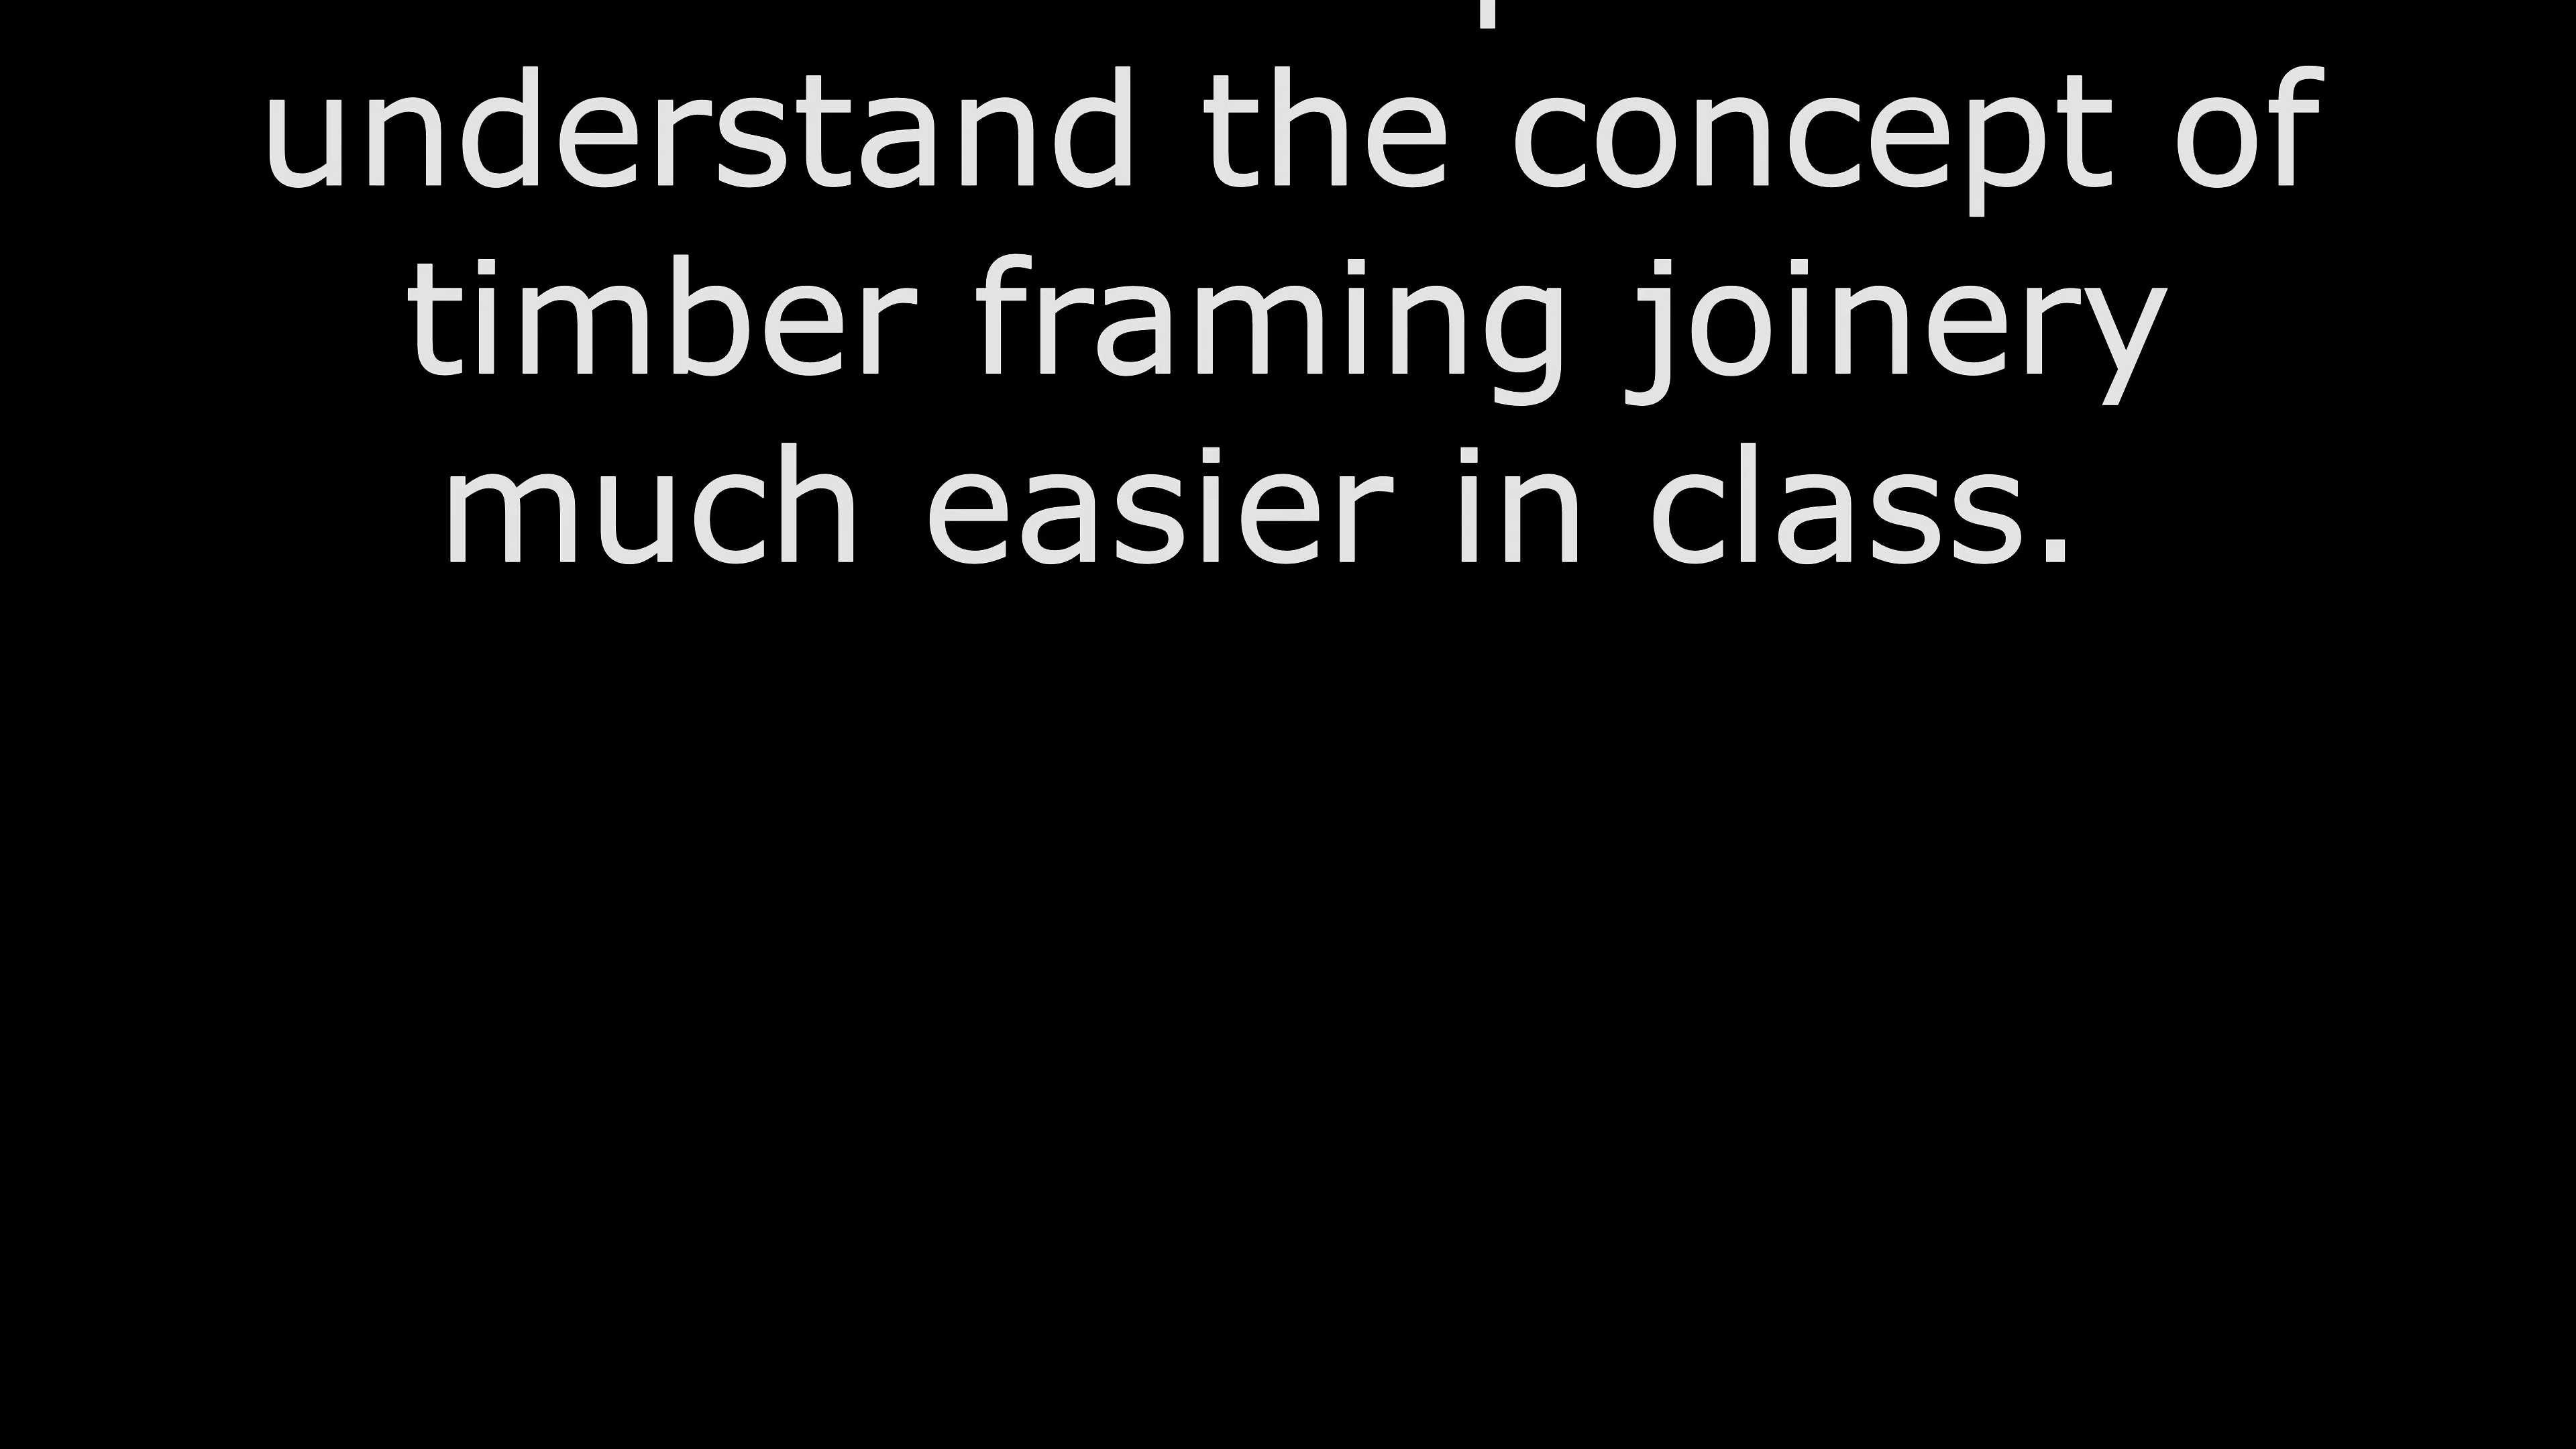 understand the concept of
timber framing joinery
much easier in class.